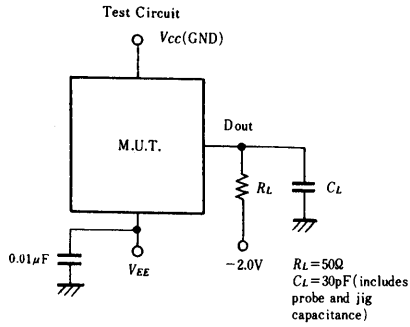 Test Circuit
Vcc(GND)
Dout
M.U.T.
RL
CL
0.01μF
VEE
−2.0V
RL=50Ω
CL=30pF(includes
probe and jig
capacitance)